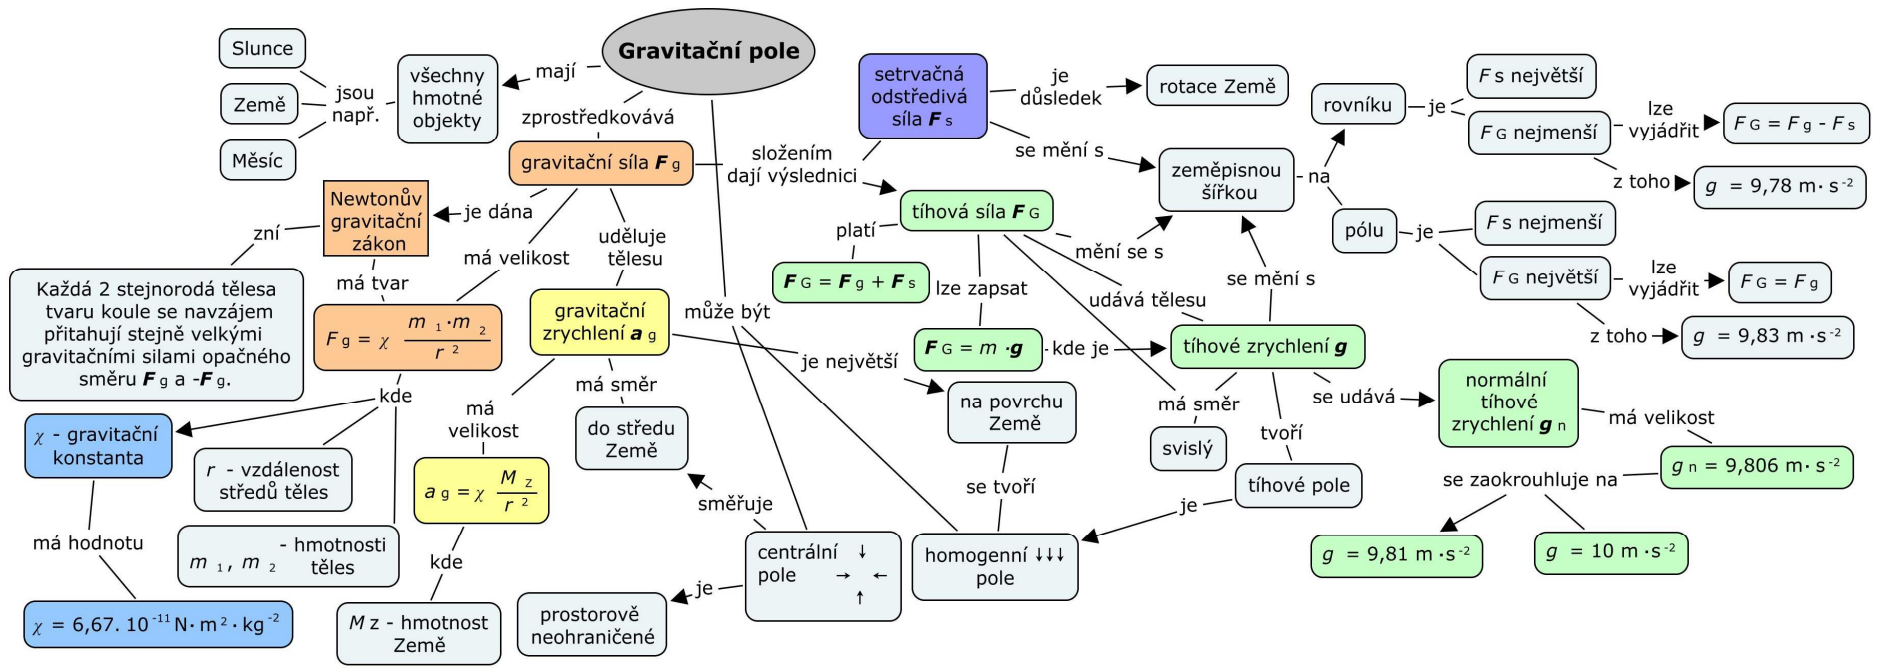 Gravitační pole
mají
všechny
hmotné
objekty
jsou
např.
Slunce
Země
Měsíc
zprostředkovává
gravitační síla F g
je dána
Newtonův
gravitační
zákon
zní
Každá 2 stejnorodá tělesa
tvaru koule se navzájem
přitahují stejně velkými
gravitačními silami opačného
směru F g a -F g.
má tvar
má velikost
F g = χ m 1 · m 2 / r 2
kde
χ - gravitační
konstanta
má hodnotu
χ = 6,67. 10 -11 N· m 2 · kg -2
r - vzdálenost
středů těles
m 1 , m 2 - hmotnosti
těles
uděluje
tělesu
gravitační
zrychlení a g
má
velikost
a g = χ M Z / r 2
kde
M z - hmotnost
Země
má směr
do středu
Země
je největší
na povrchu
Země
se tvoří
může být
centrální ↓
pole → ←
↑
směřuje
je
prostorově
neohraničené
homogenní ↓↓↓
pole
složením
dají výslednici
setrvačná
odstředivá
síla F s
je
důsledek
rotace Země
se mění s
zeměpisnou
šířkou
na
rovníku
je
F s největší
F G nejmenší
lze
vyjádřit
F G = F g - F s
z toho
g = 9,78 m· s -2
pólu
je
F s nejmenší
F G největší
lze
vyjádřit
F G = F g
z toho
g = 9,83 m ·s -2
tíhová síla F G
platí
F G = F g + F s
lze zapsat
F G = m · g
kde je
mění se s
udává tělesu
se mění s
tíhové zrychlení g
má směr
svislý
tvoří
tíhové pole
je
se udává
normální
tíhové
zrychlení g n
má velikost
g n = 9,806 m· s -2
se zaokrouhluje na
g = 9,81 m ·s -2
g = 10 m ·s -2